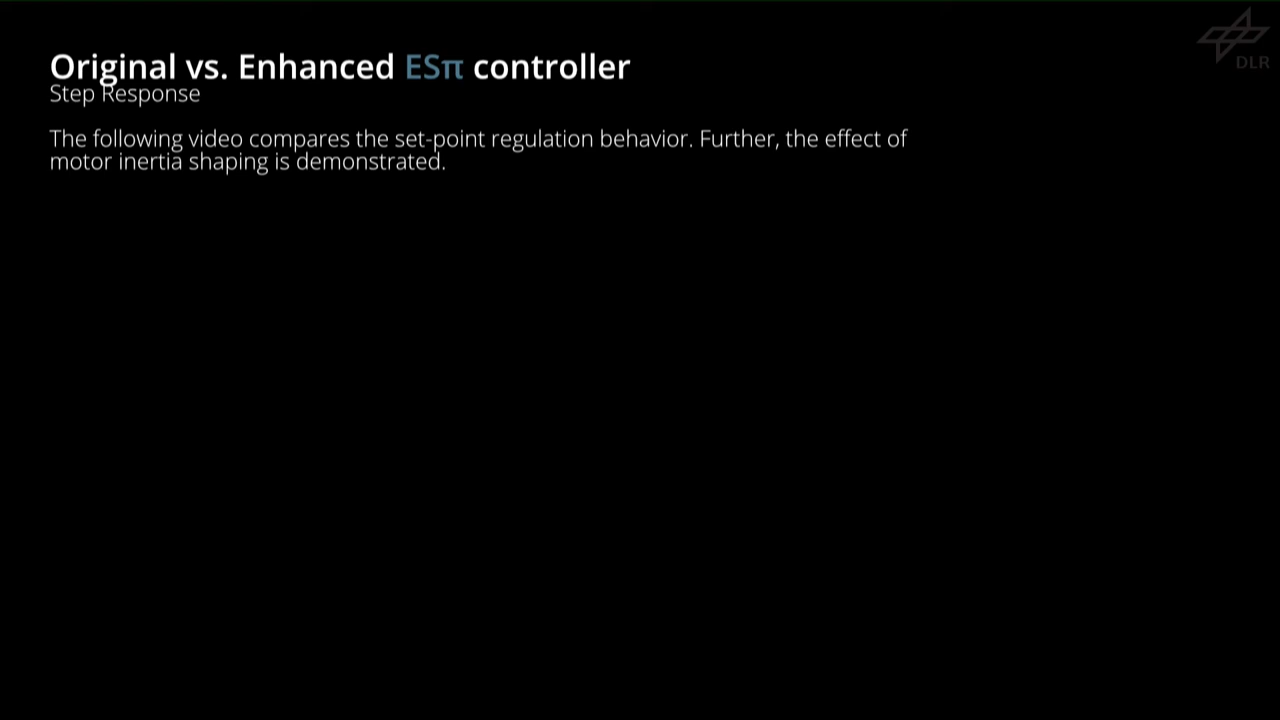 Original vs. Enhanced ESπ controller
Step Response
The following video compares the set-point regulation behavior. Further, the effect of
motor inertia shaping is demonstrated.
DLR